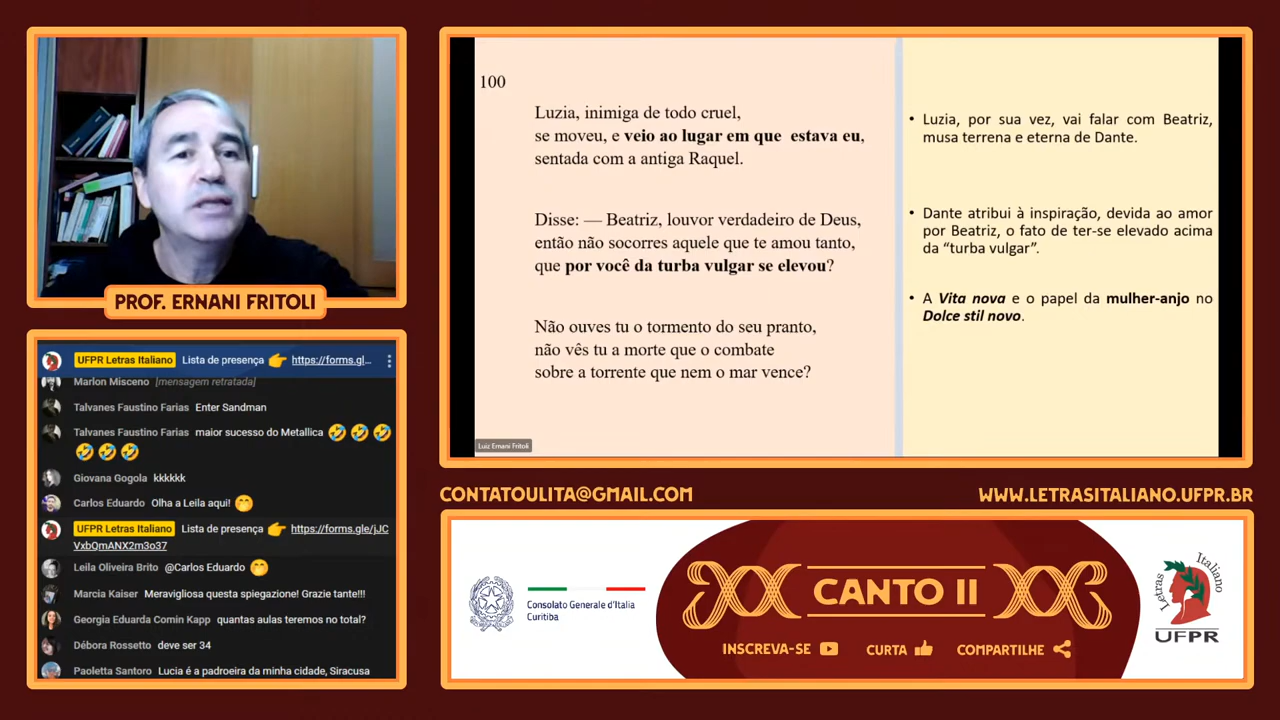 PROF. ERNANI FRITOLI
UFPR Letras Italiano Lista de presença 👉 https://forms.gl...
Marlon Misceno [mensagem retratada]
Talvanes Faustino Farias Enter Sandman
Talvanes Faustino Farias maior sucesso do Metallica 🤣 🤣 🤣
🤣 🤣 🤣
Giovana Gogola kkkkkk
Carlos Eduardo Olha a Leila aqui! 🤭
UFPR Letras Italiano Lista de presença 👉 https://forms.gle/jJC
VxbQmANX2m3o37
Leila Oliveira Brito @Carlos Eduardo 🤭
Marcia Kaiser Meravigliosa questa spiegazione! Grazie tante!!!
Georgia Eduarda Comin Kapp quantas aulas teremos no total?
Débora Rossetto deve ser 34
Paoletta Santoro Lucia é a padroeira da minha cidade, Siracusa
100
Luzia, inimiga de todo cruel,
se moveu, e veio ao lugar em que estava eu,
sentada com a antiga Raquel.
Disse: — Beatriz, louvor verdadeiro de Deus,
então não socorres aquele que te amou tanto,
que por você da turba vulgar se elevou?
Não ouves tu o tormento do seu pranto,
não vês tu a morte que o combate
sobre a torrente que nem o mar vence?
Luiz Ernani Fritoli
• Luzia, por sua vez, vai falar com Beatriz,
musa terrena e eterna de Dante.
• Dante atribui à inspiração, devida ao amor
por Beatriz, o fato de ter-se elevado acima
da “turba vulgar”.
• A Vita nova e o papel da mulher-anjo no
Dolce stil novo.
CONTATOULITA@GMAIL.COM
WWW.LETRASITALIANO.UFPR.BR
Consolato Generale d'Italia
Curitiba
CANTO II
INSCREVA-SE
CURTA
COMPARTILHE
Letras Italiano
UFPR